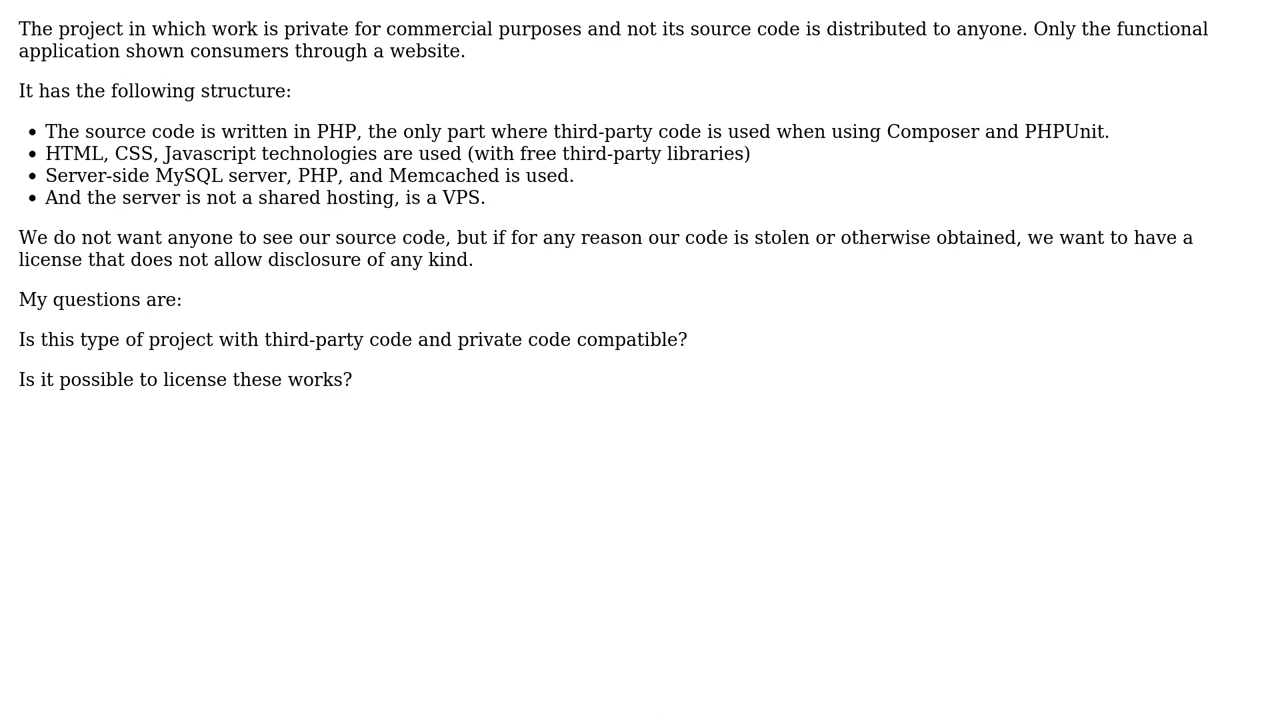 The project in which work is private for commercial purposes and not its source code is distributed to anyone. Only the functional
application shown consumers through a website.
It has the following structure:
• The source code is written in PHP, the only part where third-party code is used when using Composer and PHPUnit.
• HTML, CSS, Javascript technologies are used (with free third-party libraries)
• Server-side MySQL server, PHP, and Memcached is used.
• And the server is not a shared hosting, is a VPS.
We do not want anyone to see our source code, but if for any reason our code is stolen or otherwise obtained, we want to have a
license that does not allow disclosure of any kind.
My questions are:
Is this type of project with third-party code and private code compatible?
Is it possible to license these works?